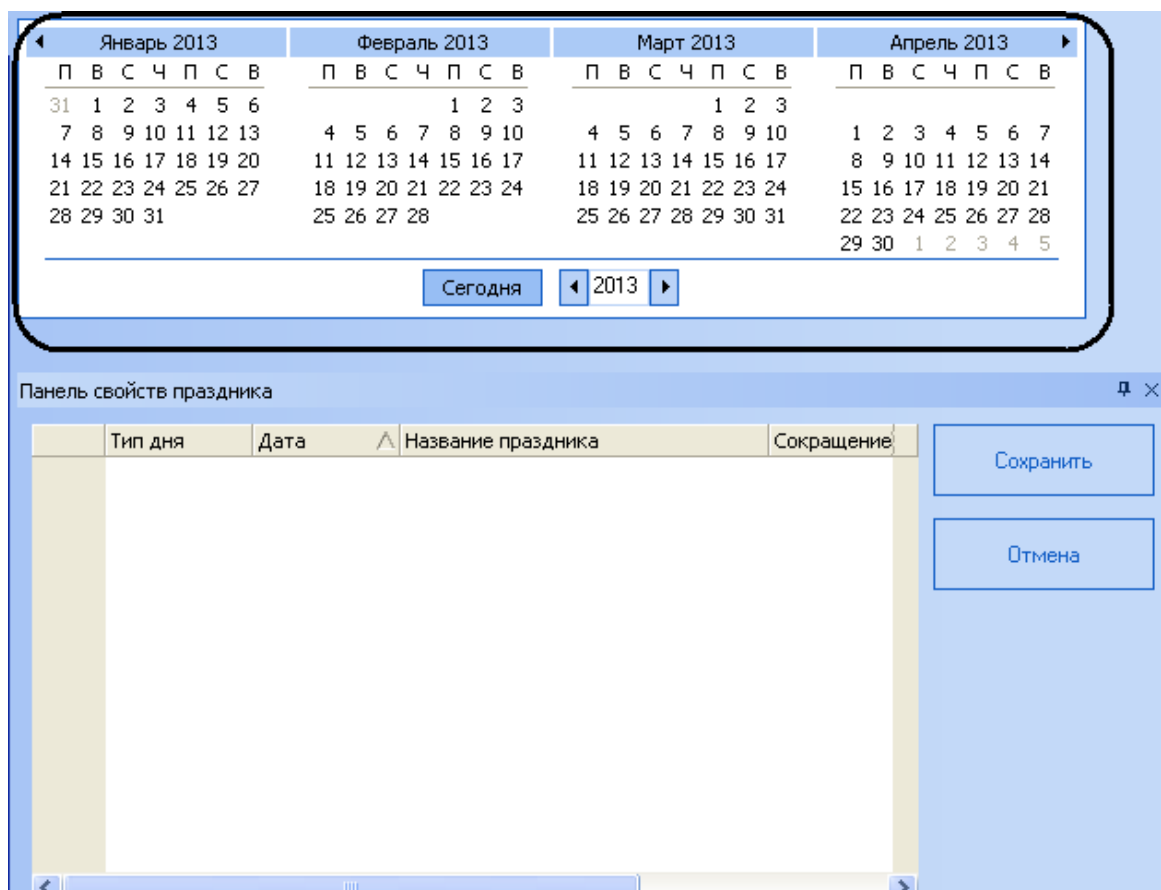 Январь 2013 Февраль 2013 Март 2013 Апрель 2013
П В С Ч П С В П В С Ч П С В П В С Ч П С В П В С Ч П С В
31 1 2 3 4 5 6 1 2 3 1 2 3
7 8 9 10 11 12 13 4 5 6 7 8 9 10 4 5 6 7 8 9 10 1 2 3 4 5 6 7
14 15 16 17 18 19 20 11 12 13 14 15 16 17 11 12 13 14 15 16 17 8 9 10 11 12 13 14
21 22 23 24 25 26 27 18 19 20 21 22 23 24 18 19 20 21 22 23 24 15 16 17 18 19 20 21
28 29 30 31 25 26 27 28 25 26 27 28 29 30 31 22 23 24 25 26 27 28
29 30 1 2 3 4 5
Сегодня 2013
Панель свойств праздника
Тип дня Дата Название праздника Сокращение
Сохранить
Отмена